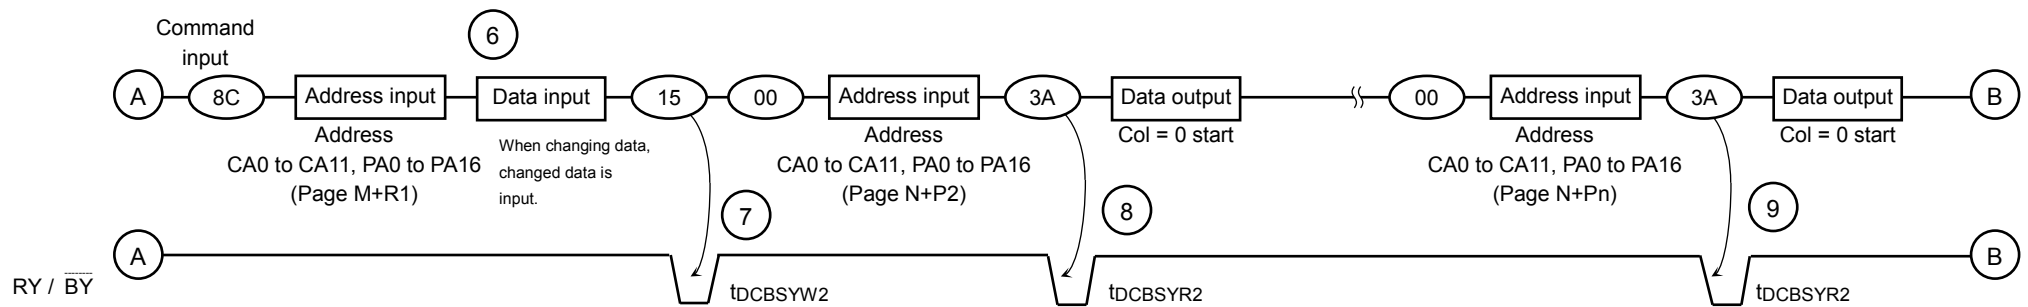 Command
input
6
A 8C Address input Data input 15 00 Address input 3A Data output 00 Address input 3A Data output B
Address
CA0 to CA11, PA0 to PA16
(Page M+R1)
When changing data,
changed data is
input.
Address
CA0 to CA11, PA0 to PA16
(Page N+P2)
Col = 0 start
Address
CA0 to CA11, PA0 to PA16
(Page N+Pn)
Col = 0 start
7
8
9
A B
RY / BY
tDCBSYW2 tDCBSYR2 tDCBSYR2